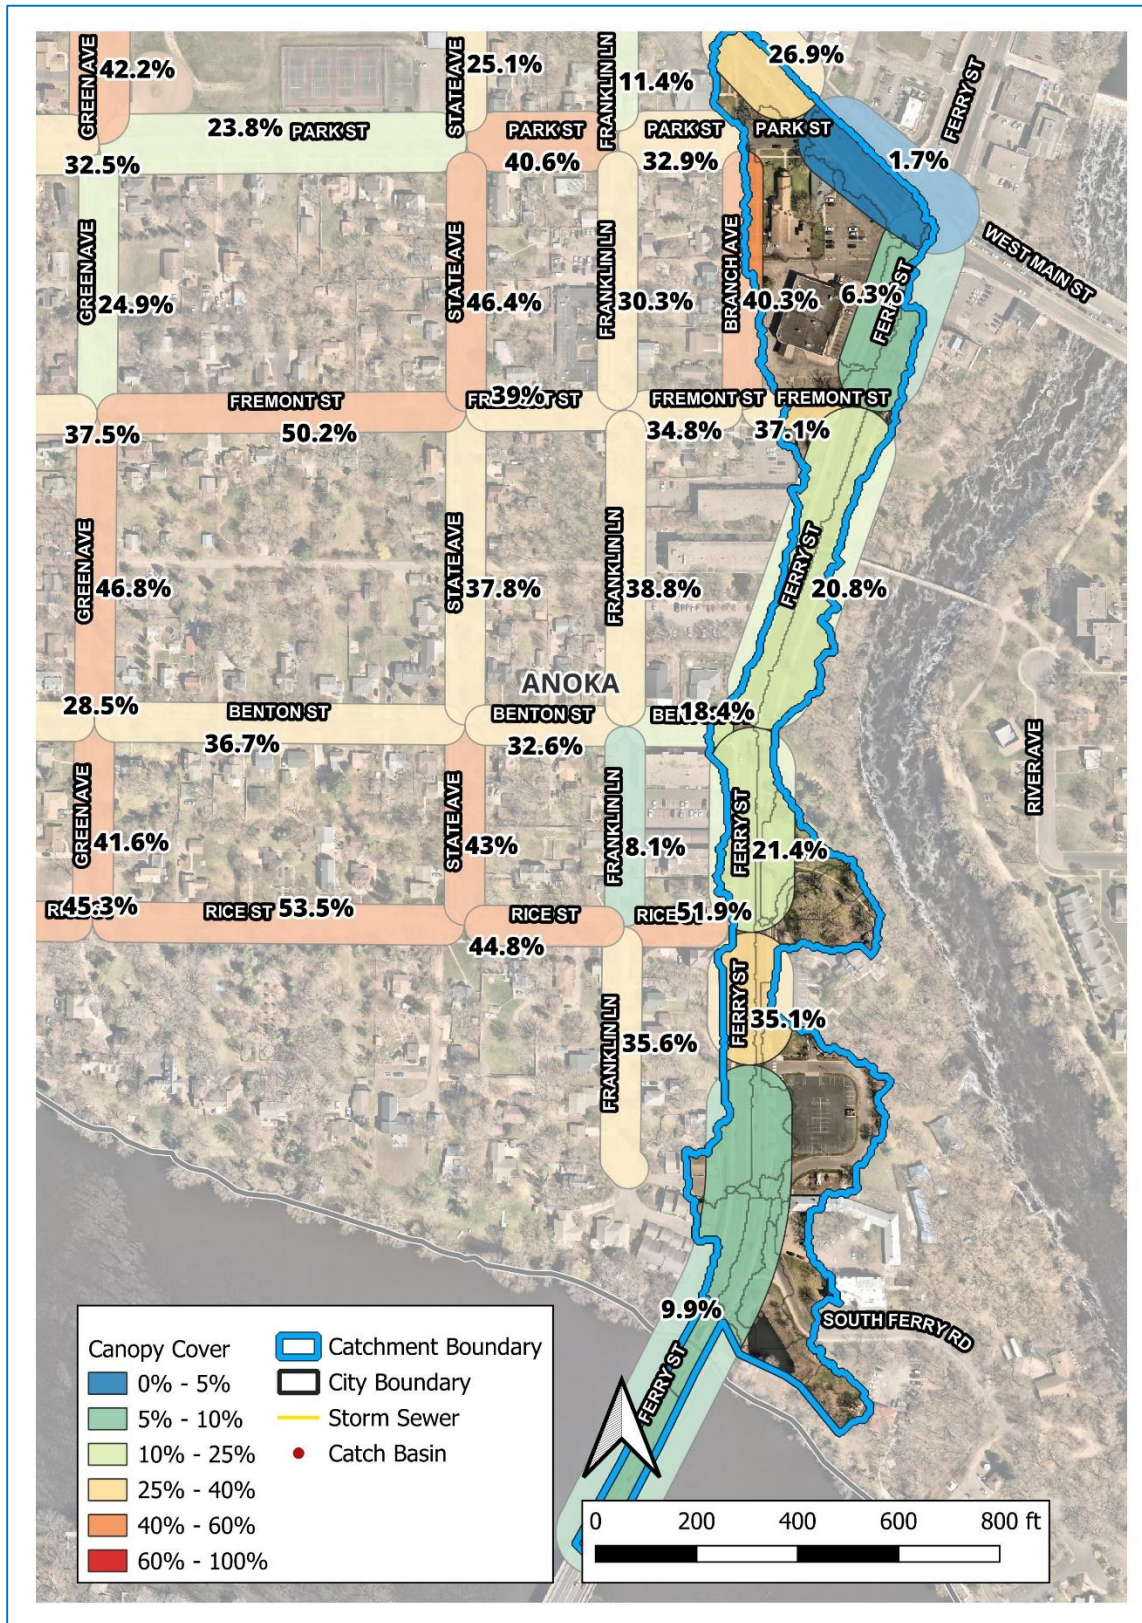 GREEN AVE
42.2%
STATE AVE
25.1%
FRANKLIN LN
11.4%
26.9%
FERRY ST
23.8%
PARK ST
PARK ST
PARK ST
PARK ST
32.5%
40.6%
32.9%
1.7%
GREEN AVE
24.9%
STATE AVE
46.4%
FRANKLIN LN
30.3%
BRANCH AVE
40.3%
6.3%
FERRY ST
WEST MAIN ST
FREMONT ST
39%
FREMONT ST
FREMONT ST
FREMONT ST
37.5%
50.2%
34.8%
37.1%
GREEN AVE
46.8%
STATE AVE
37.8%
FRANKLIN LN
38.8%
FERRY ST
20.8%
ANOKA
28.5%
BENTON ST
BENTON ST
18.4%
36.7%
32.6%
RIVER AVE
GREEN AVE
41.6%
STATE AVE
43%
FRANKLIN LN
8.1%
FERRY ST
21.4%
45.3%
RICE ST
53.5%
RICE ST
51.9%
44.8%
FRANKLIN LN
35.6%
FERRY ST
35.1%
9.9%
SOUTH FERRY RD
FERRY ST
Canopy Cover
0% - 5%
5% - 10%
10% - 25%
25% - 40%
40% - 60%
60% - 100%
Catchment Boundary
City Boundary
Storm Sewer
Catch Basin
0 200 400 600 800 ft